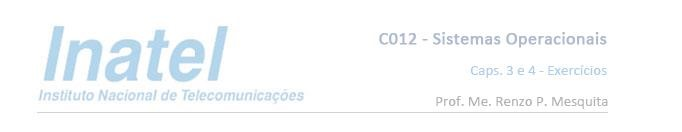 Inatel
Instituto Nacional de Telecomunicações
C012 - Sistemas Operacionais
Caps. 3 e 4 - Exercícios
Prof. Me. Renzo P. Mesquita